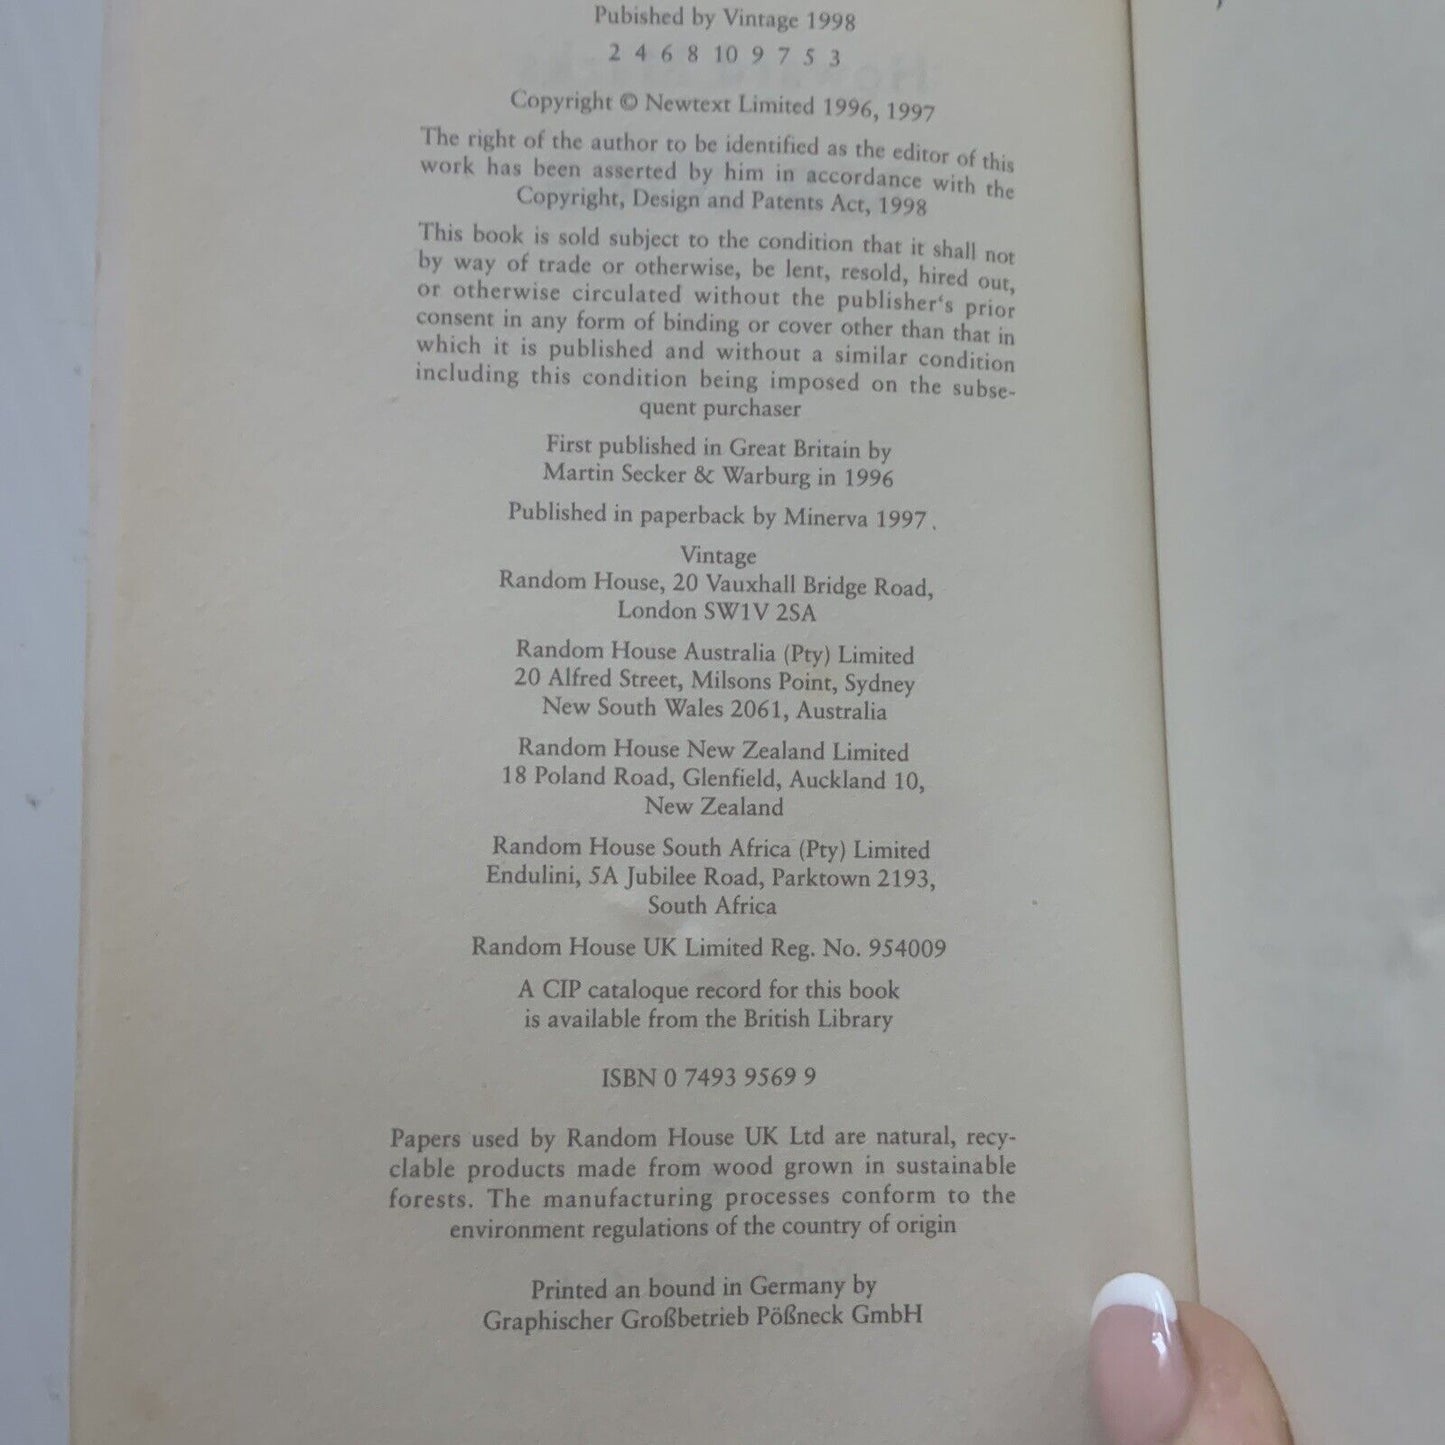 Pubished by Vintage 1998
2 4 6 8 10 9 7 5 3
Copyright © Newtext Limited 1996, 1997
The right of the author to be identified as the editor of this
work has been asserted by him in accordance with the
Copyright, Design and Patents Act, 1998
This book is sold subject to the condition that it shall not
by way of trade or otherwise, be lent, resold, hired out,
or otherwise circulated without the publisher‘s prior
consent in any form of binding or cover other than that in
which it is published and without a similar condition
including this condition being imposed on the subse-
quent purchaser
First published in Great Britain by
Martin Secker & Warburg in 1996
Published in paperback by Minerva 1997.
Vintage
Random House, 20 Vauxhall Bridge Road,
London SW1V 2SA
Random House Australia (Pty) Limited
20 Alfred Street, Milsons Point, Sydney
New South Wales 2061, Australia
Random House New Zealand Limited
18 Poland Road, Glenfield, Auckland 10,
New Zealand
Random House South Africa (Pty) Limited
Endulini, 5A Jubilee Road, Parktown 2193,
South Africa
Random House UK Limited Reg. No. 954009
A CIP cataloque record for this book
is available from the British Library
ISBN 0 7493 9569 9
Papers used by Random House UK Ltd are natural, recy-
clable products made from wood grown in sustainable
forests. The manufacturing processes conform to the
environment regulations of the country of origin
Printed an bound in Germany by
Graphischer Großbetrieb Pößneck GmbH